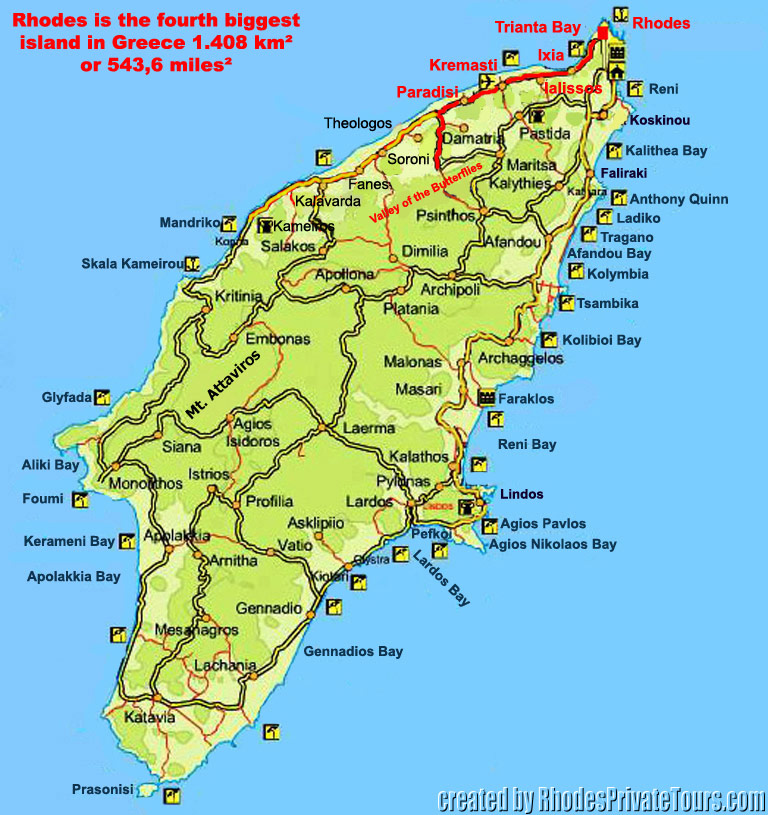 Rhodes is the fourth biggest
island in Greece 1.408 km²
or 543,6 miles²
Rhodes
Trianta Bay
Ixia
Kremasti
Jalissos
Paradisi
Reni
Theologos
Koskinou
Damatria
Pastida
Kalithea Bay
Soroni
Maritsa
Faliraki
Fanes
Valley of the Butterflies
Kalythies
Kalavarda
Anthony Quinn
Mandriko
Kameiros
Psinthos
Ladiko
Salakos
Afandou
Tragano
Dimilia
Afandou Bay
Skala Kameirou
Apollona
Kolymbia
Kritinia
Archipoli
Platania
Tsambika
Embonas
Kolibioi Bay
Mt. Attaviros
Malonas
Archaggelos
Masari
Glyfada
Faraklos
Agios
Isidoros
Laerma
Siana
Reni Bay
Kalathos
Aliki Bay
Istrios
Monolithos
Pylonas
Foumi
Profilia
Lardos
Lindos
Lindos
Asklipiio
Agios Pavlos
Kerameni Bay
Apolakkia
Pefkoi
Agios Nikolaos Bay
Vatio
Arnitha
Glystra
Lardos Bay
Apolakkia Bay
Kiotari
Gennadio
Mesanagros
Gennadios Bay
Lachania
Katavia
Prasonisi
created by RhodesPrivateTours.com